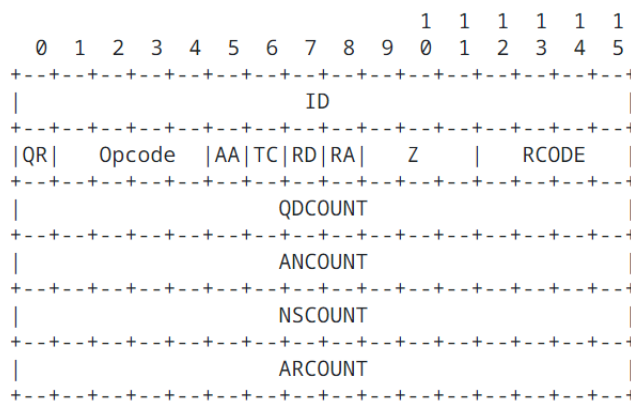 1  1  1  1  1  1
  0  1  2  3  4  5  6  7  8  9  0  1  2  3  4  5
+--+--+--+--+--+--+--+--+--+--+--+--+--+--+--+--+
|                      ID                       |
+--+--+--+--+--+--+--+--+--+--+--+--+--+--+--+--+
|QR|   Opcode  |AA|TC|RD|RA|   Z    |   RCODE   |
+--+--+--+--+--+--+--+--+--+--+--+--+--+--+--+--+
|                    QDCOUNT                    |
+--+--+--+--+--+--+--+--+--+--+--+--+--+--+--+--+
|                    ANCOUNT                    |
+--+--+--+--+--+--+--+--+--+--+--+--+--+--+--+--+
|                    NSCOUNT                    |
+--+--+--+--+--+--+--+--+--+--+--+--+--+--+--+--+
|                    ARCOUNT                    |
+--+--+--+--+--+--+--+--+--+--+--+--+--+--+--+--+